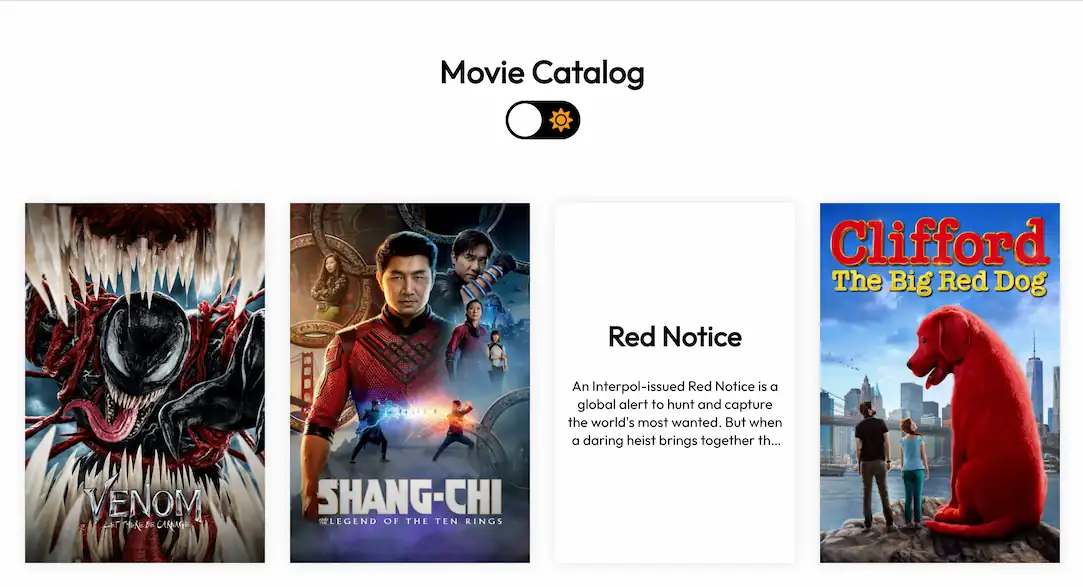 Movie Catalog
VENOM
LET THERE BE CARNAGE
SHANG-CHI
AND THE LEGEND OF THE TEN RINGS
Red Notice
An Interpol-issued Red Notice is a
global alert to hunt and capture
the world's most wanted. But when
a daring heist brings together th...
Clifford
The Big Red Dog